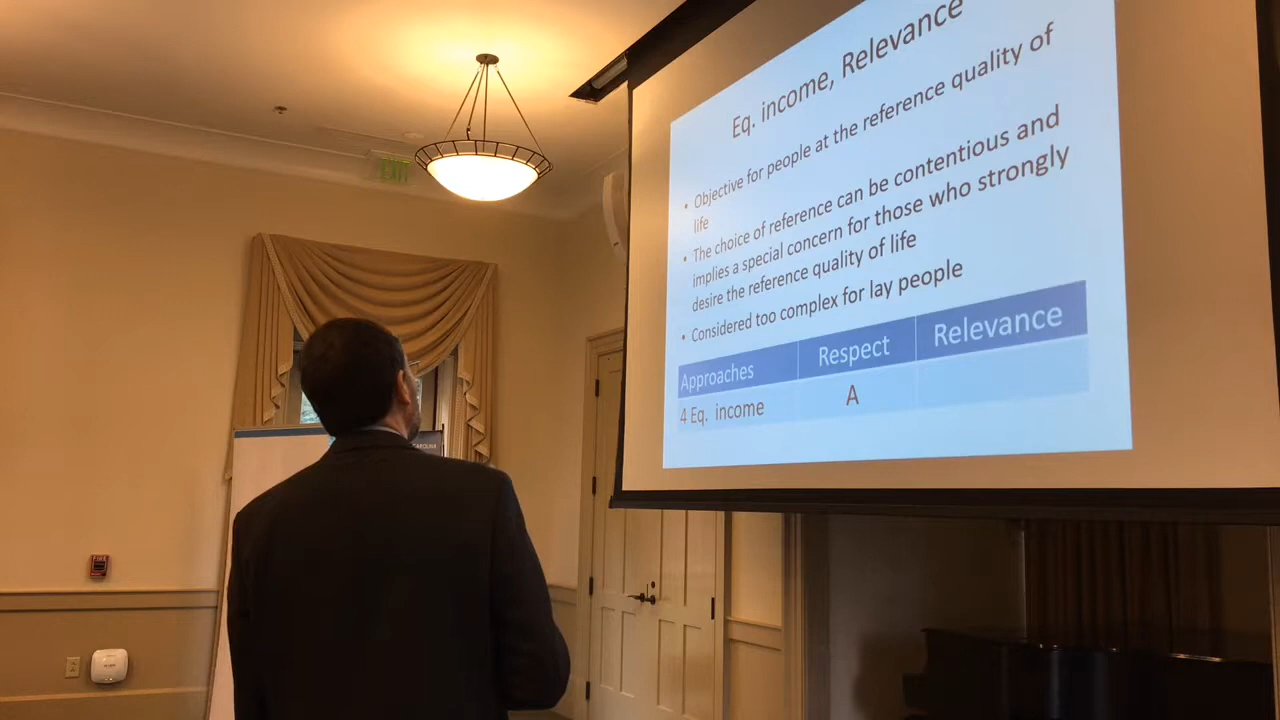 Eq. income, Relevance
• Objective for people at the reference quality of
life
• The choice of reference can be contentious and
implies a special concern for those who strongly
desire the reference quality of life
• Considered too complex for lay people
Approaches Respect Relevance
4 Eq. income A
EXIT
CAROLINA
FIRE